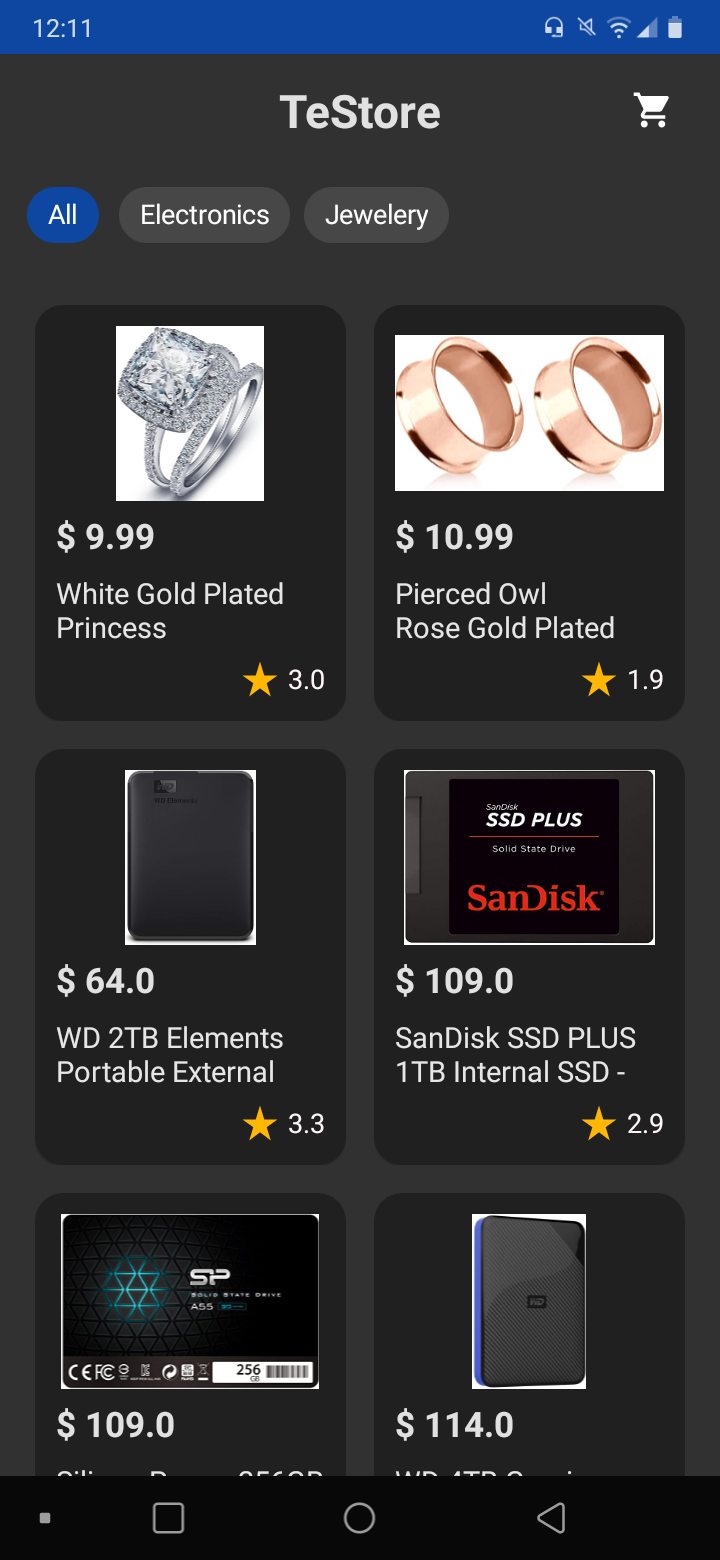 12:11
TeStore
All
Electronics
Jewelery
$ 9.99
White Gold Plated
Princess
3.0
$ 10.99
Pierced Owl
Rose Gold Plated
1.9
WD
WD Elements
$ 64.0
WD 2TB Elements
Portable External
3.3
SanDisk
SSD PLUS
Solid State Drive
SanDisk
$ 109.0
SanDisk SSD PLUS
1TB Internal SSD -
2.9
SP
SOLID STATE DRIVE
A55
256
GB
$ 109.0
WD
$ 114.0